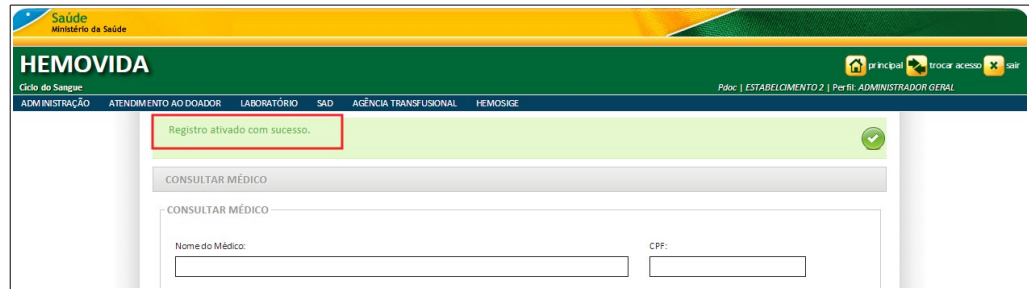 Saúde
Ministério da Saúde
HEMOVIDA
principal trocar acesso sair
Ciclo do Sangue
Pdoc | ESTABELCIMENTO 2 | Perfil: ADMINISTRADOR GERAL
ADMINISTRAÇÃO ATENDIMENTO AO DOADOR LABORATÓRIO SAD AGÊNCIA TRANSFUSIONAL HEMOSIGE
Registro ativado com sucesso.
CONSULTAR MÉDICO
CONSULTAR MÉDICO
Nome do Médico: CPF: